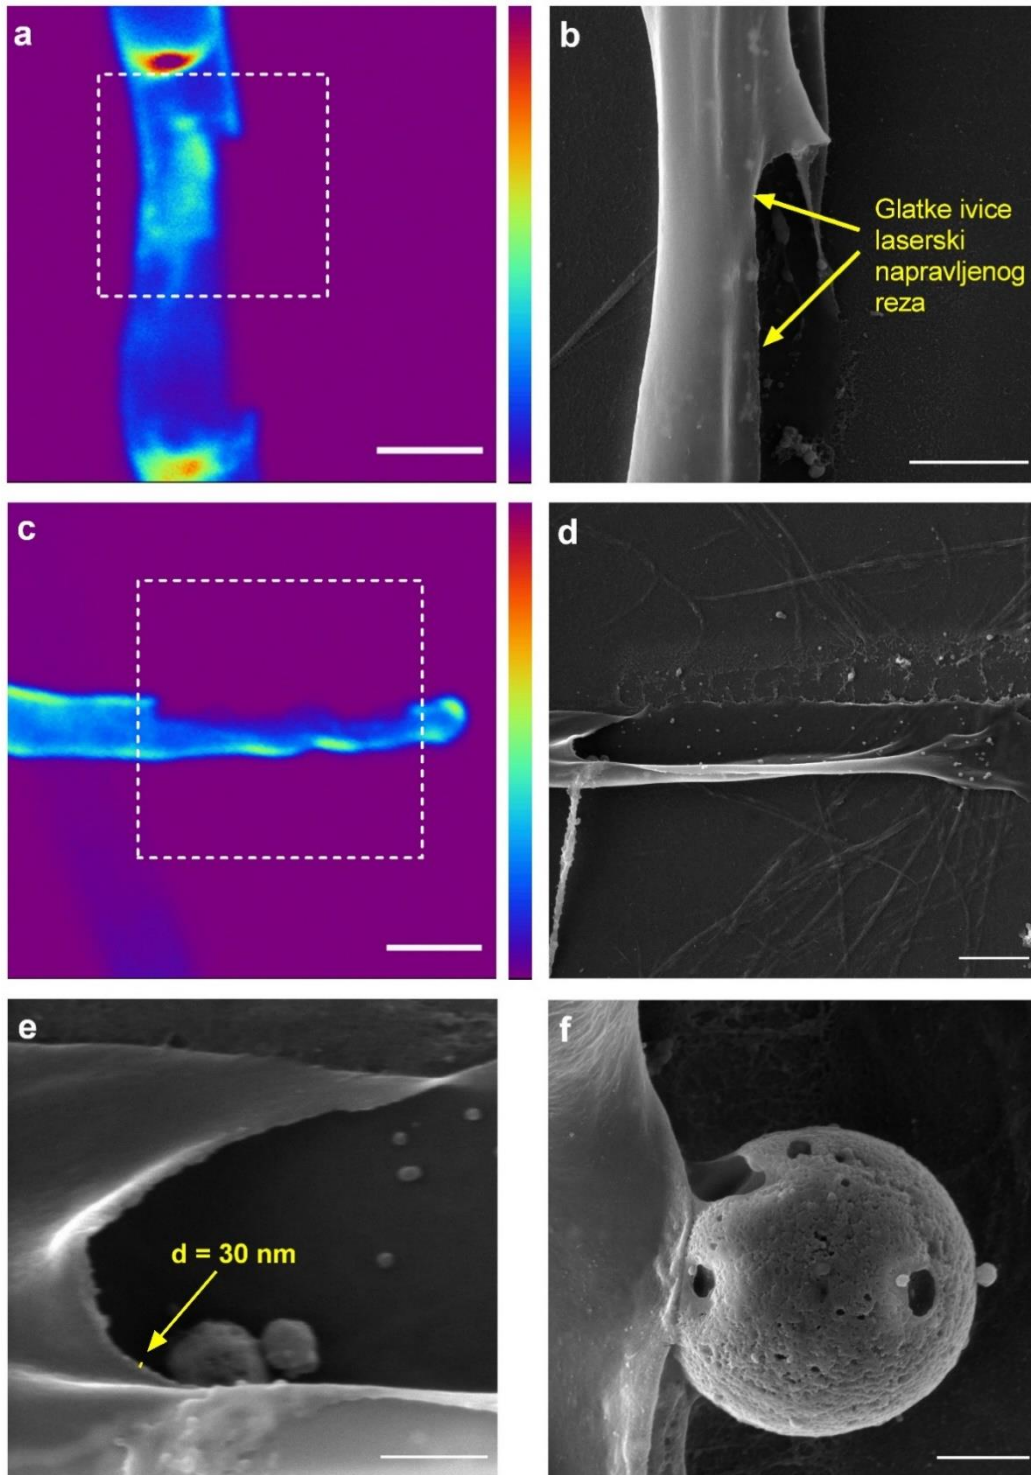 a
b
Glatke ivice
laserski
napravljenog
reza
c
d
e
d = 30 nm
f